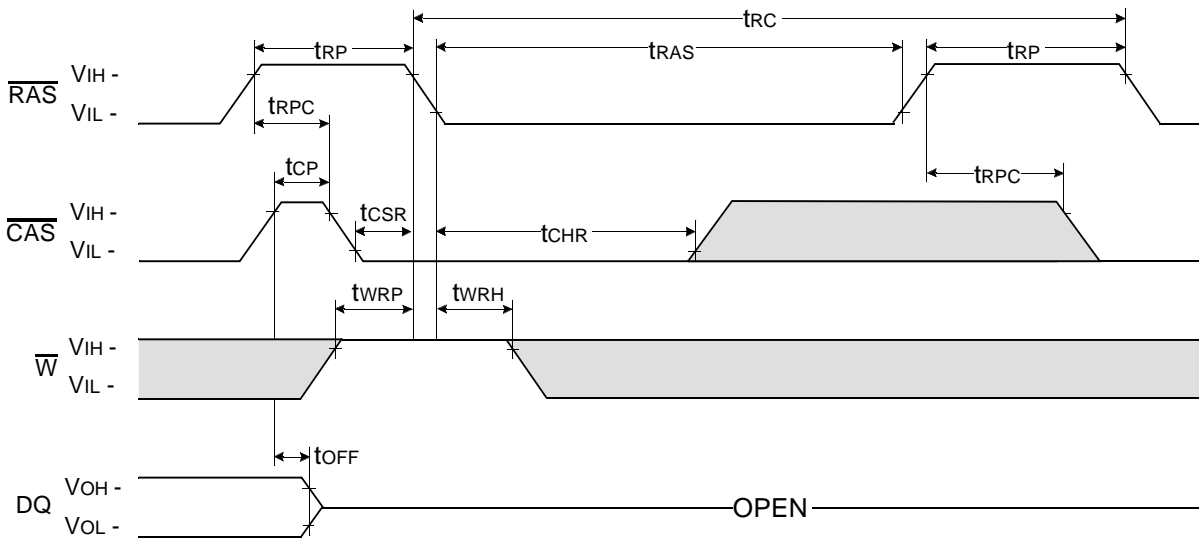 tRC
tRP tRAS tRP
RAS VIH -
VIL -
tRPC
tCP tRPC
CAS VIH -
VIL -
tCSR tCHR
tWRP tWRH
W VIH -
VIL -
tOFF
DQ VOH -
VOL -
OPEN